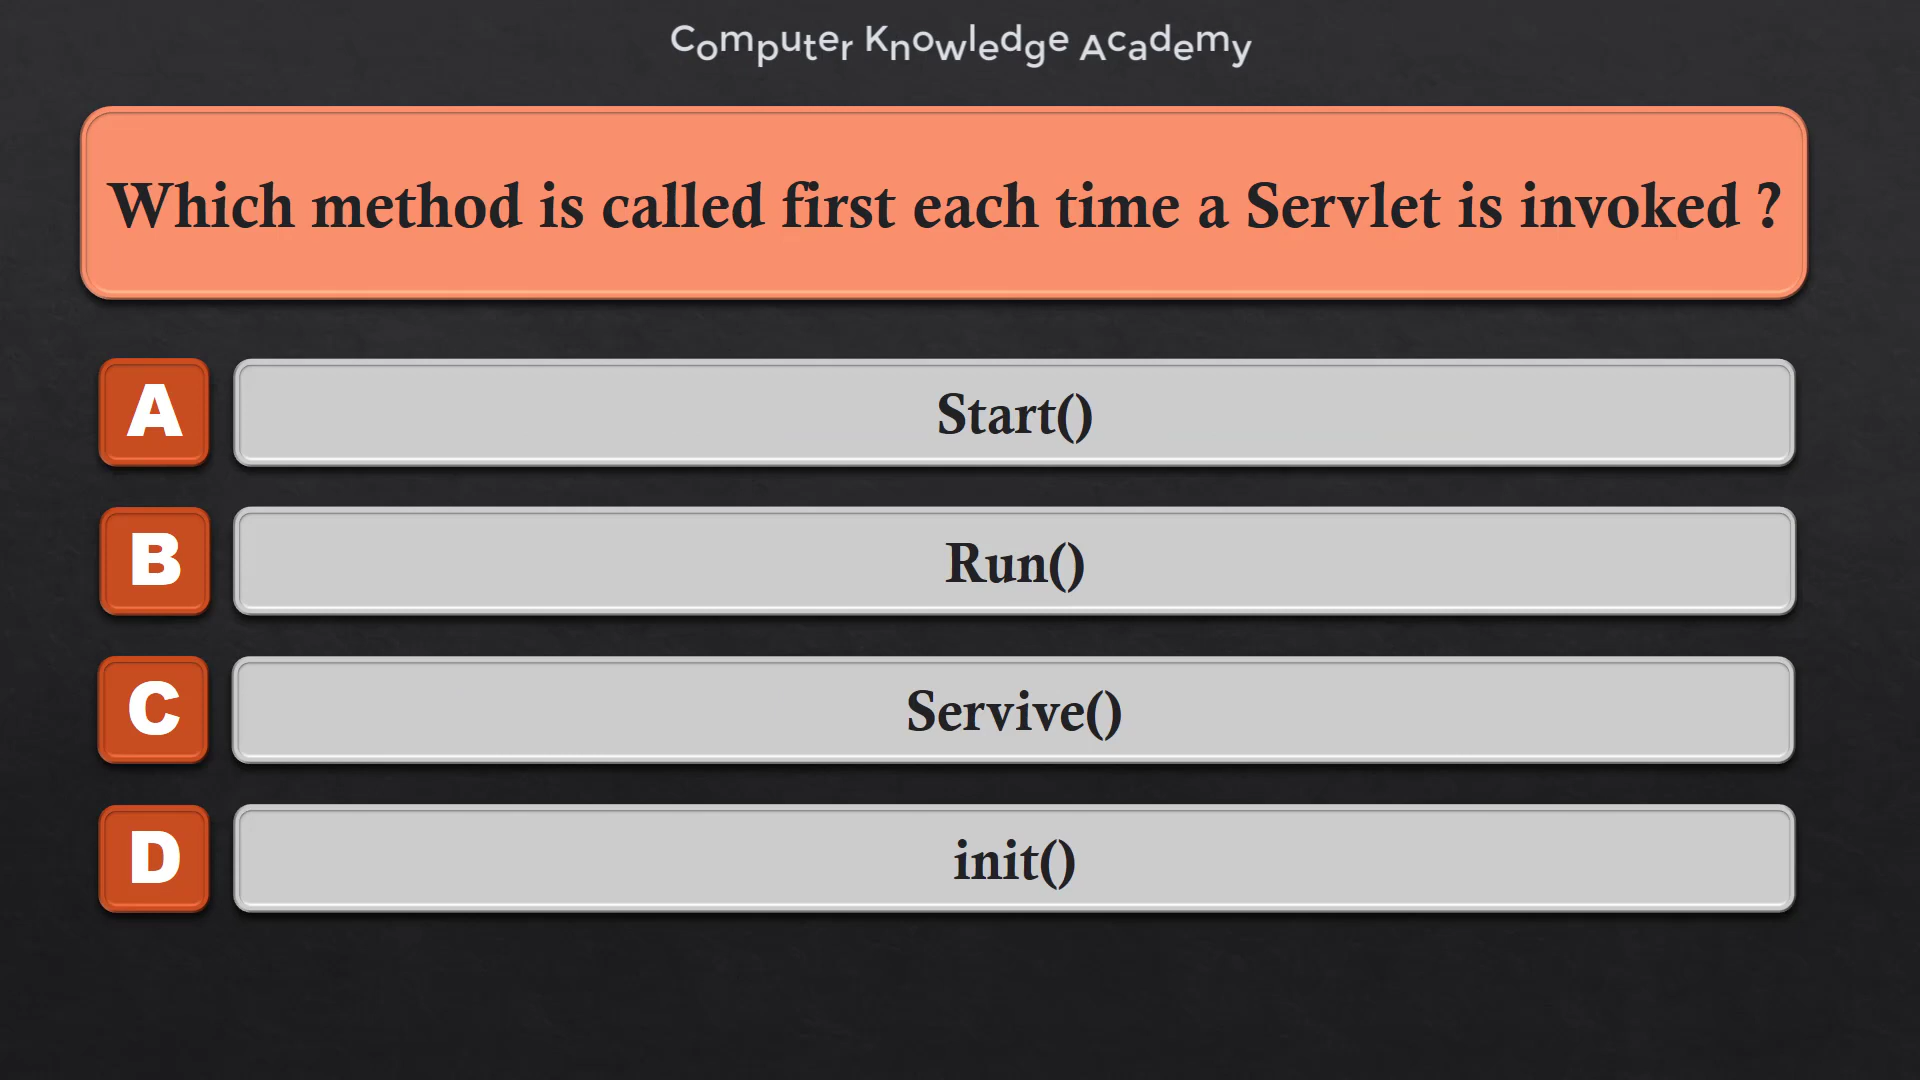 Computer Knowledge Academy
Which method is called first each time a Servlet is invoked ?
A
Start()
B
Run()
C
Servive()
D
init()